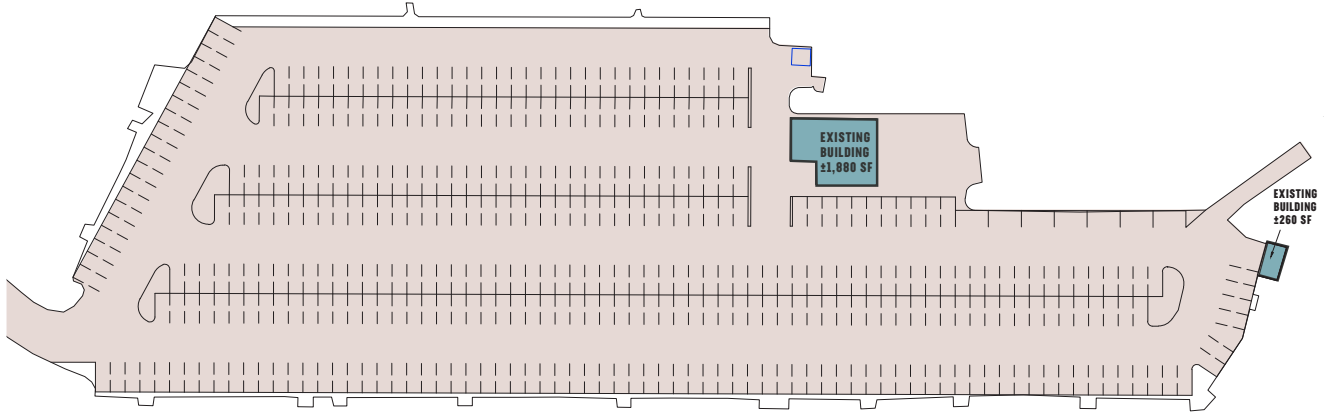 EXISTING
BUILDING
±1,880 SF
EXISTING
BUILDING
±260 SF